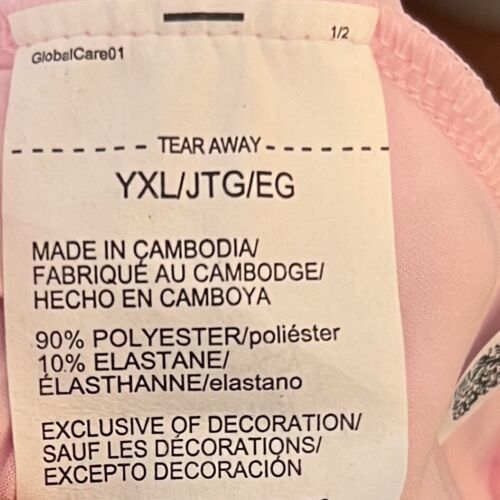 1/2
GlobalCare01
TEAR AWAY
YXL/JTG/EG
MADE IN CAMBODIA/
FABRIQUÉ AU CAMBODGE/
HECHO EN CAMBOYA
90% POLYESTER/poliéster
10% ELASTANE/
ÉLASTHANNE/elastano
EXCLUSIVE OF DECORATION/
SAUF LES DÉCORATIONS/
EXCEPTO DECORACIÓN